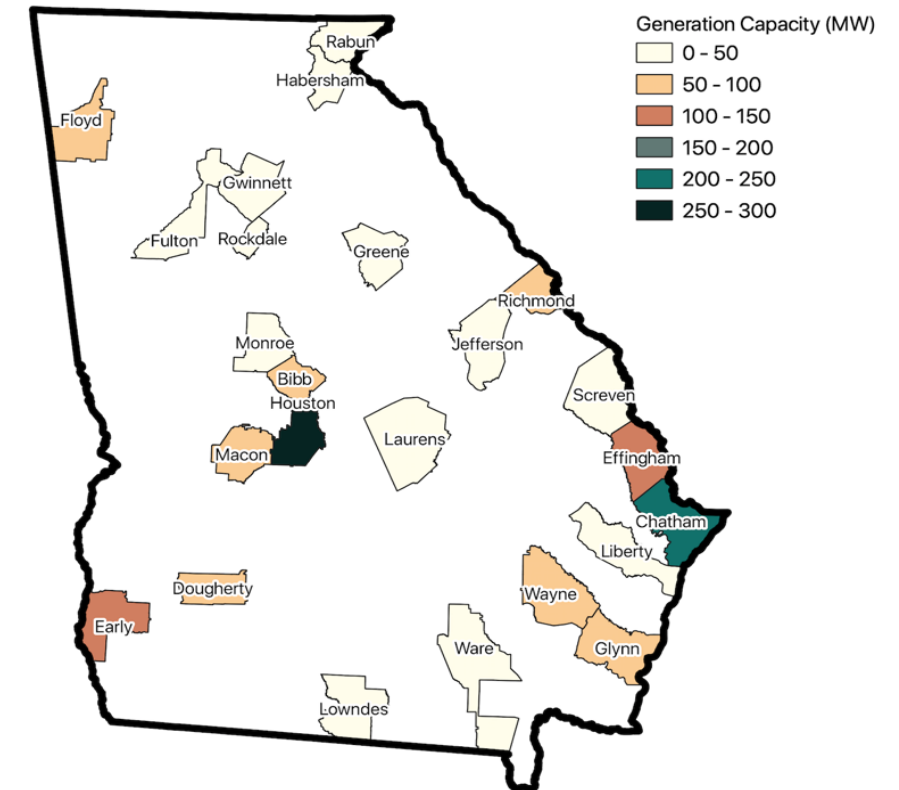 Generation Capacity (MW)
0 - 50
50 - 100
100 - 150
150 - 200
200 - 250
250 - 300
Rabun
Habersham
Floyd
Gwinnett
Fulton
Rockdale
Greene
Richmond
Monroe
Jefferson
Bibb
Screven
Houston
Laurens
Macon
Effingham
Chatham
Liberty
Dougherty
Wayne
Early
Ware
Glynn
Lowndes